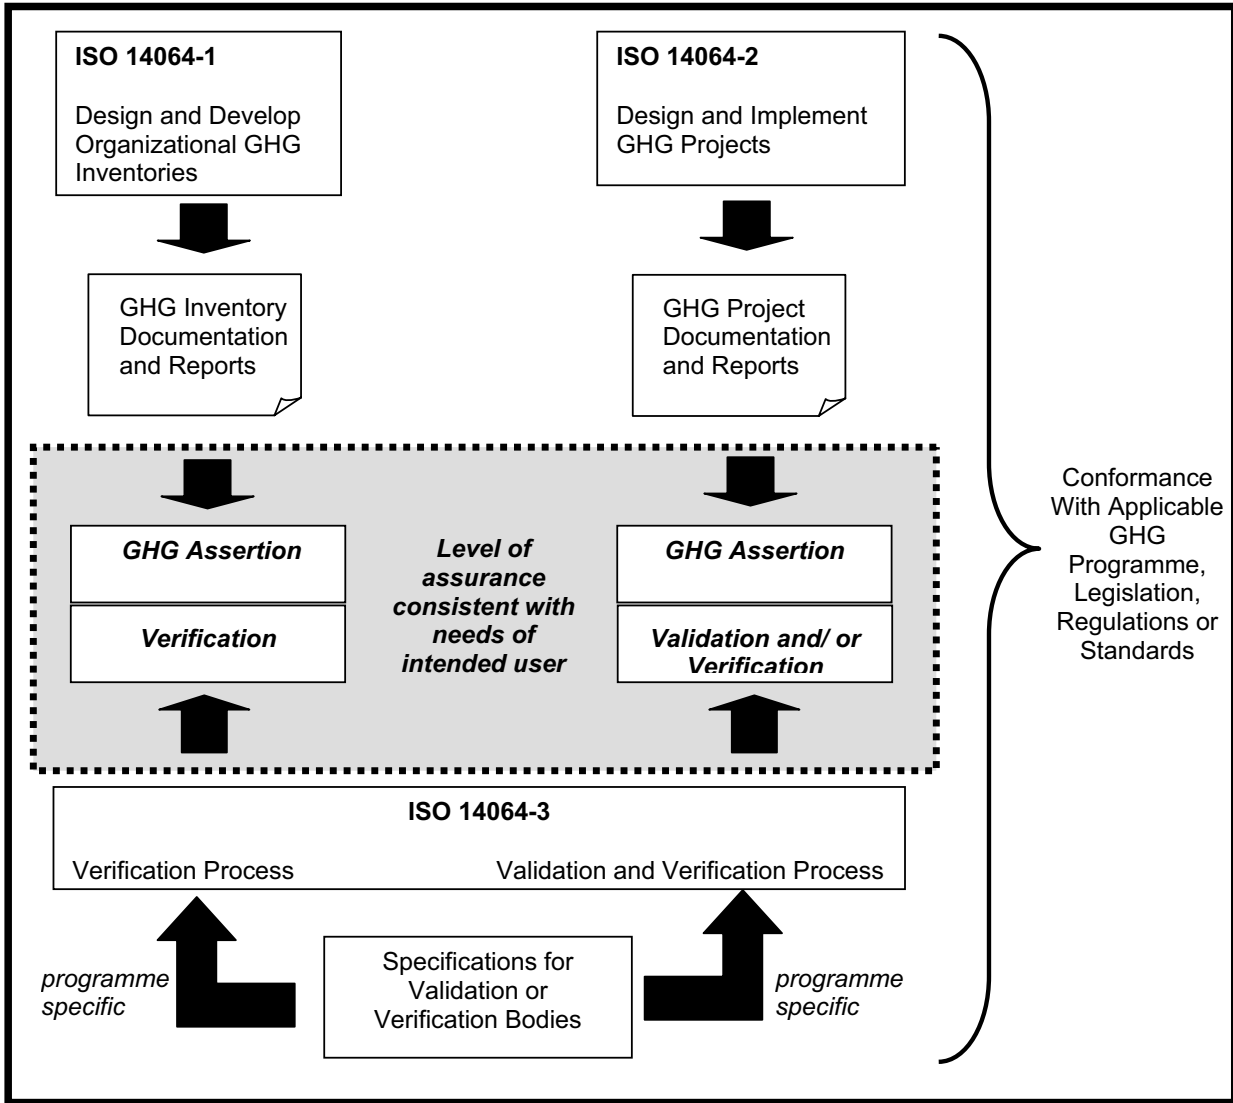 ISO 14064-1
Design and Develop
Organizational GHG
Inventories
ISO 14064-2
Design and Implement
GHG Projects
GHG Inventory
Documentation
and Reports
GHG Project
Documentation
and Reports
GHG Assertion
Verification
Level of
assurance
consistent with
needs of
intended user
GHG Assertion
Validation and/ or
Verification
ISO 14064-3
Verification Process
Validation and Verification Process
programme
specific
Specifications for
Validation or
Verification Bodies
programme
specific
Conformance
With Applicable
GHG
Programme,
Legislation,
Regulations or
Standards